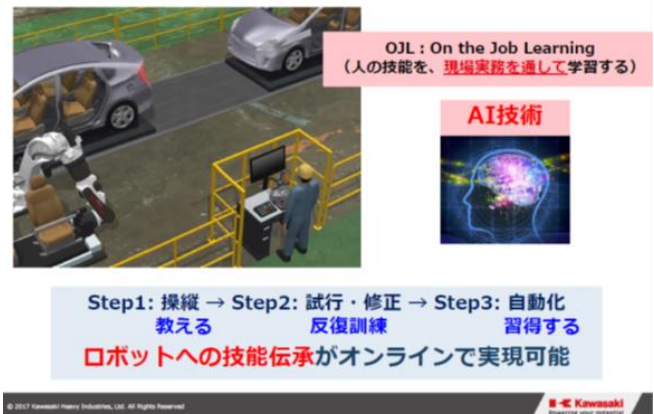 OJL : On the Job Learning
（人の技能を、現場実務を通して学習する）
AI技術
Step1: 操縦 → Step2: 試行・修正 → Step3: 自動化
教える 反復訓練 習得する
ロボットへの技能伝承がオンラインで実現可能
© 2017 Kawasaki Heavy Industries, Ltd. All Rights Reserved
Kawasaki
Powering your potential